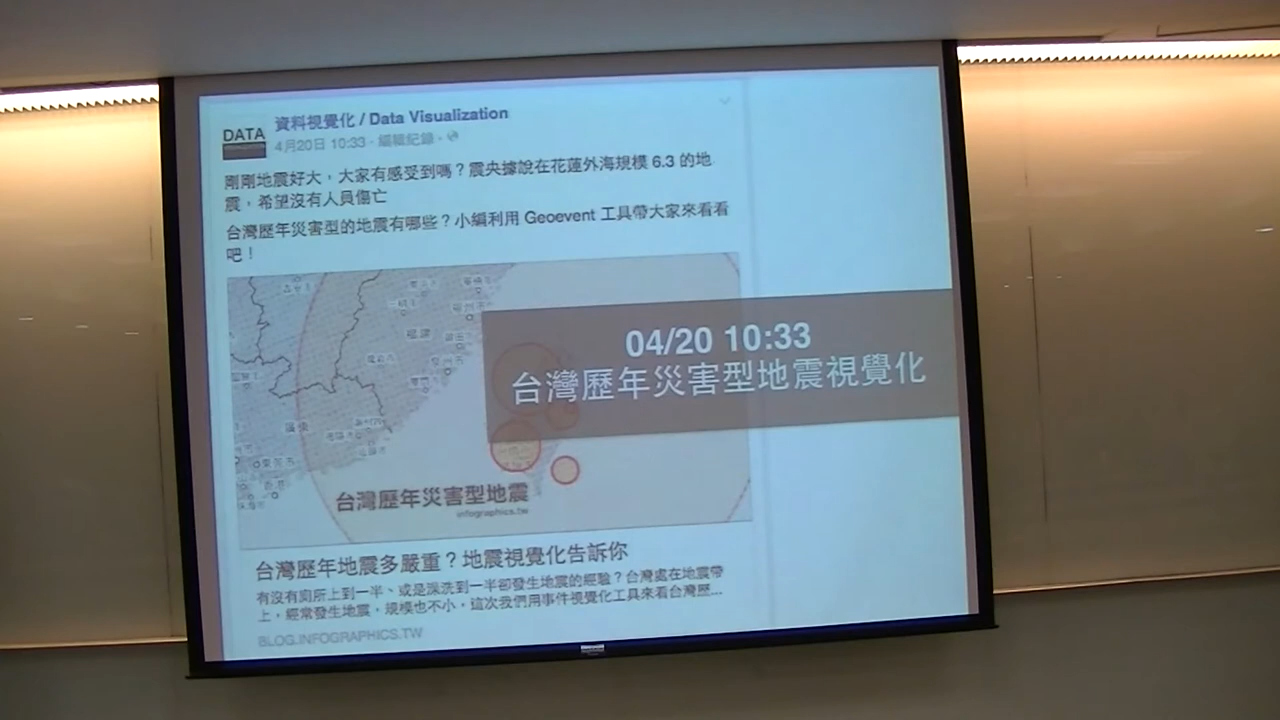 DATA
資料視覺化 / Data Visualization
4月20日 10:33 · 編輯紀錄 ·
剛剛地震好大，大家有感受到嗎？震央據說在花蓮外海規模 6.3 的地
震，希望沒有人員傷亡
台灣歷年災害型的地震有哪些？小編利用 Geoevent 工具帶大家來看看
吧！
福建
04/20 10:33
台灣歷年災害型地震視覺化
台灣歷年災害型地震
infographics.tw
台灣歷年地震多嚴重？地震視覺化告訴你
有沒有廁所上到一半、或是澡洗到一半卻發生地震的經驗？台灣處在地震帶
上，經常發生地震，規模也不小，這次我們用事件視覺化工具來看台灣歷...
BLOG.INFOGRAPHICS.TW